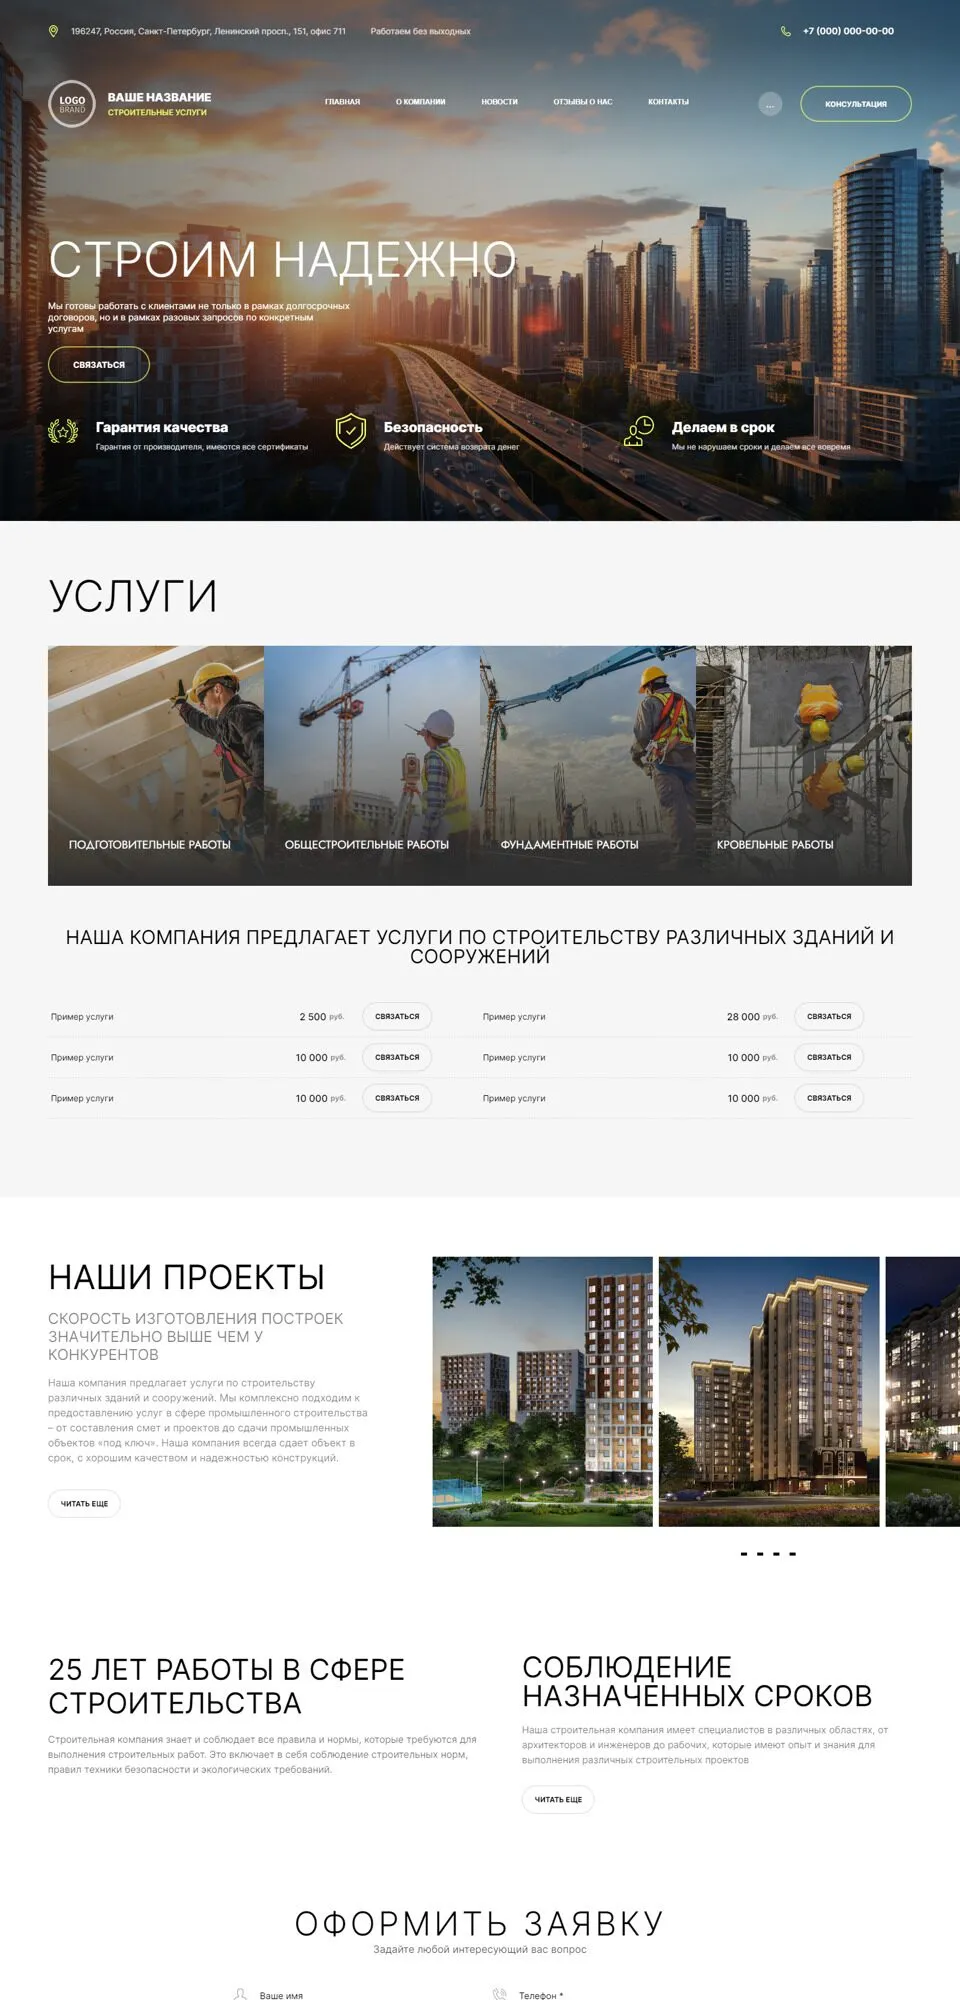 196247, Россия, Санкт-Петербург, Ленинский просп., 151, офис 711
Работаем без выходных
+7 (000) 000-00-00
LOGO
BRAND
ВАШЕ НАЗВАНИЕ
СТРОИТЕЛЬНЫЕ УСЛУГИ
ГЛАВНАЯ
О КОМПАНИИ
НОВОСТИ
ОТЗЫВЫ О НАС
КОНТАКТЫ
...
КОНСУЛЬТАЦИЯ
СТРОИМ НАДЕЖНО
Мы готовы работать с клиентами не только в рамках долгосрочных
договоров, но и в рамках разовых запросов по конкретным
услугам
СВЯЗАТЬСЯ
Гарантия качества
Гарантия от производителя, имеются все сертификаты
Безопасность
Действует система возврата денег
Делаем в срок
Мы не нарушаем сроки и делаем все вовремя
УСЛУГИ
ПОДГОТОВИТЕЛЬНЫЕ РАБОТЫ
ОБЩЕСТРОИТЕЛЬНЫЕ РАБОТЫ
ФУНДАМЕНТНЫЕ РАБОТЫ
КРОВЕЛЬНЫЕ РАБОТЫ
НАША КОМПАНИЯ ПРЕДЛАГАЕТ УСЛУГИ ПО СТРОИТЕЛЬСТВУ РАЗЛИЧНЫХ ЗДАНИЙ И
СООРУЖЕНИЙ
Пример услуги 2 500 руб. СВЯЗАТЬСЯ
Пример услуги 28 000 руб. СВЯЗАТЬСЯ
Пример услуги 10 000 руб. СВЯЗАТЬСЯ
Пример услуги 10 000 руб. СВЯЗАТЬСЯ
Пример услуги 10 000 руб. СВЯЗАТЬСЯ
Пример услуги 10 000 руб. СВЯЗАТЬСЯ
НАШИ ПРОЕКТЫ
СКОРОСТЬ ИЗГОТОВЛЕНИЯ ПОСТРОЕК
ЗНАЧИТЕЛЬНО ВЫШЕ ЧЕМ У
КОНКУРЕНТОВ
Наша компания предлагает услуги по строительству
различных зданий и сооружений. Мы комплексно подходим к
предоставлению услуг в сфере промышленного строительства
– от составления смет и проектов до сдачи промышленных
объектов «под ключ». Наша компания всегда сдает объект в
срок, с хорошим качеством и надежностью конструкций.
ЧИТАТЬ ЕЩЕ
25 ЛЕТ РАБОТЫ В СФЕРЕ
СТРОИТЕЛЬСТВА
Строительная компания знает и соблюдает все правила и нормы, которые требуются для
выполнения строительных работ. Это включает в себя соблюдение строительных норм,
правил техники безопасности и экологических требований.
СОБЛЮДЕНИЕ
НАЗНАЧЕННЫХ СРОКОВ
Наша строительная компания имеет специалистов в различных областях, от
архитекторов и инженеров до рабочих, которые имеют опыт и знания для
выполнения различных строительных проектов
ЧИТАТЬ ЕЩЕ
ОФОРМИТЬ ЗАЯВКУ
Задайте любой интересующий вас вопрос
Ваше имя
Телефон *